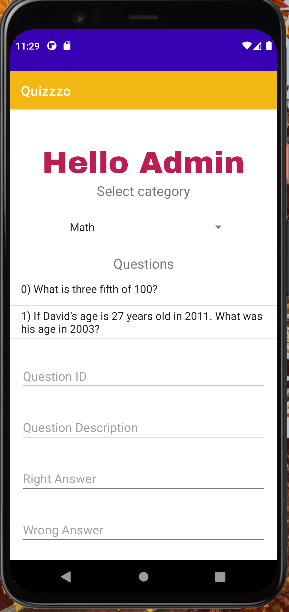 11:29
Quizzzo
Hello Admin
Select category
Math
Questions
0) What is three fifth of 100?
1) If David's age is 27 years old in 2011. What was
his age in 2003?
Question ID
Question Description
Right Answer
Wrong Answer